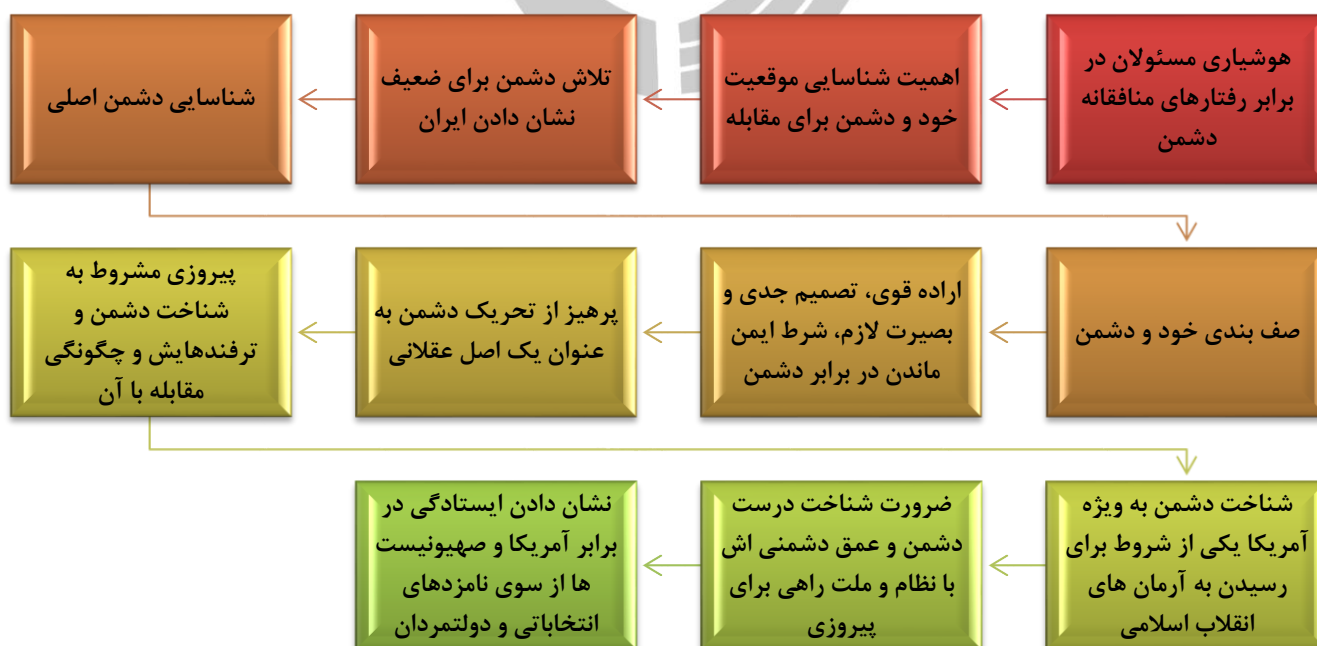 هوشیاری مسئولان در
برابر رفتارهای منافقانه
دشمن
اهمیت شناسایی موقعیت
خود و دشمن برای مقابله
تلاش دشمن برای ضعیف
نشان دادن ایران
شناسایی دشمن اصلی
صف بندی خود و دشمن
اراده قوی، تصمیم جدی و
بصیرت لازم، شرط ایمن
ماندن در برابر دشمن
پرهیز از تحریک دشمن به
عنوان یک اصل عقلانی
پیروزی مشروط به
شناخت دشمن و
ترفندهایش و چگونگی
مقابله با آن
شناخت دشمن به ویژه
آمریکا یکی از شروط برای
رسیدن به آرمان های
انقلاب اسلامی
ضرورت شناخت درست
دشمن و عمق دشمنی اش
با نظام و ملت راهی برای
پیروزی
نشان دادن ایستادگی در
برابر آمریکا و صهیونیست
ها از سوی نامزدهای
انتخاباتی و دولتمردان